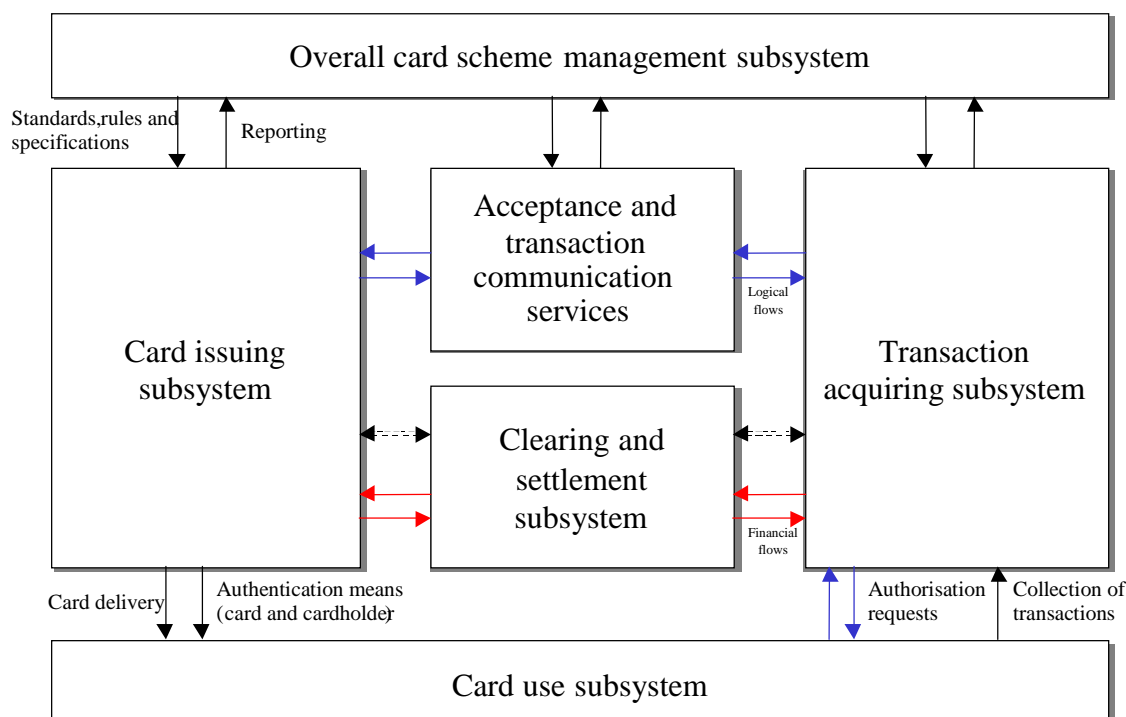 Overall card scheme management subsystem
Standards,rules and
specifications
Reporting
Acceptance and
transaction
communication
services
Logical
flows
Card issuing
subsystem
Transaction
acquiring subsystem
Clearing and
settlement
subsystem
Financial
flows
Card delivery
Authentication means
(card and cardholder)
Authorisation
requests
Collection of
transactions
Card use subsystem